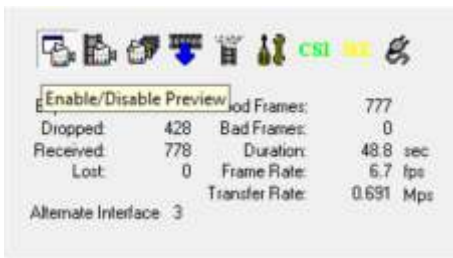 CSI
Enable/Disable Preview ood Frames: 777
Dropped: 428 Bad Frames: 0
Received: 778 Duration: 48.8 sec
Lost: 0 Frame Rate: 6.7 fps
Transfer Rate: 0.691 Mps
Alternate Interface 3